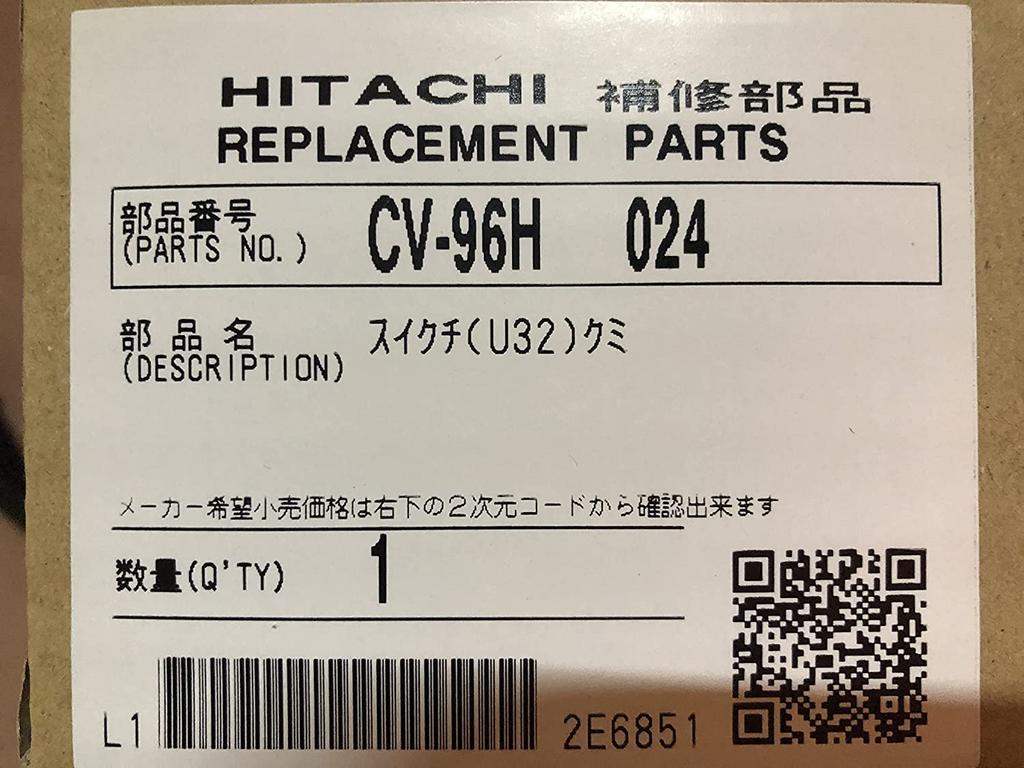 HITACHI 補修部品
REPLACEMENT PARTS
部品番号 CV-96H 024
(PARTS NO.)
部品名 スイクチ(U32)クミ
(DESCRIPTION)
メーカー希望小売価格は右下の2次元コードから確認出来ます
数量(Q'TY) 1
L1 2E6851